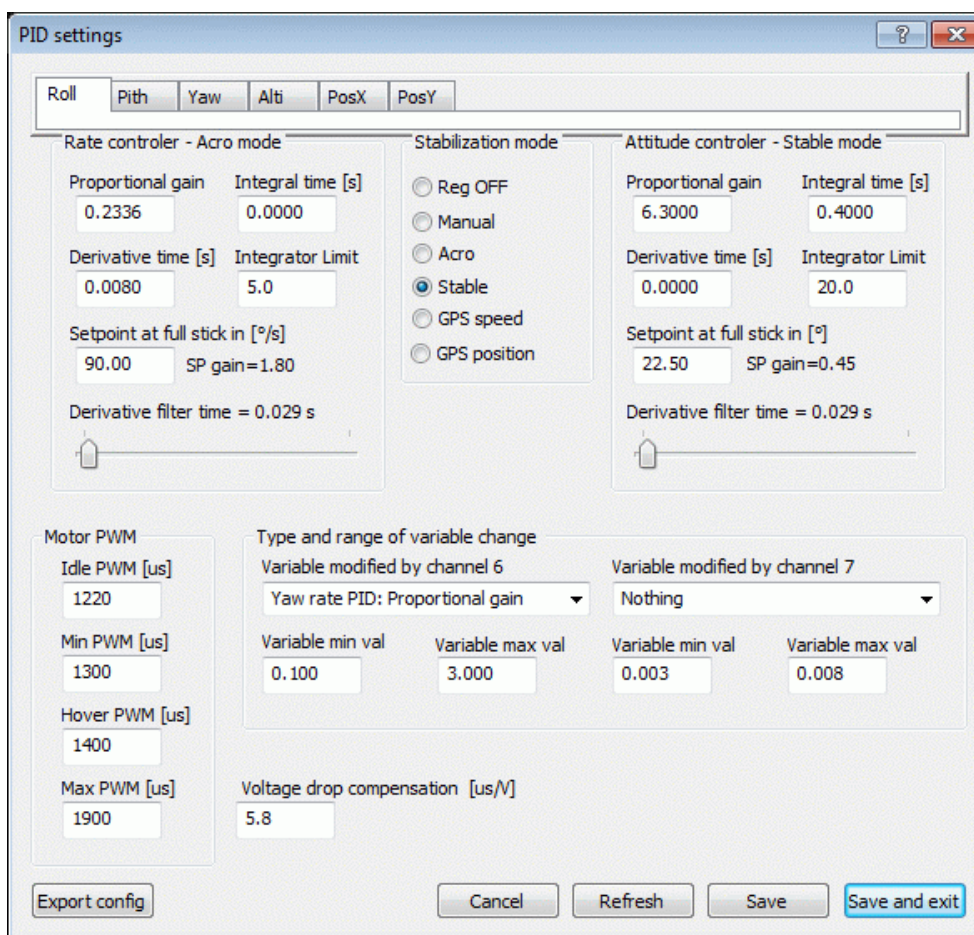 PID settings
Roll Pith Yaw Alti PosX PosY
Rate controler - Acro mode
Proportional gain Integral time [s]
0.2336 0.0000
Derivative time [s] Integrator Limit
0.0080 5.0
Setpoint at full stick in [°/s]
90.00 SP gain=1.80
Derivative filter time = 0.029 s
Stabilization mode
Reg OFF
Manual
Acro
Stable
GPS speed
GPS position
Attitude controler - Stable mode
Proportional gain Integral time [s]
6.3000 0.4000
Derivative time [s] Integrator Limit
0.0000 20.0
Setpoint at full stick in [°]
22.50 SP gain=0.45
Derivative filter time = 0.029 s
Motor PWM
Idle PWM [us]
1220
Min PWM [us]
1300
Hover PWM [us]
1400
Max PWM [us]
1900
Type and range of variable change
Variable modified by channel 6 Variable modified by channel 7
Yaw rate PID: Proportional gain Nothing
Variable min val Variable max val Variable min val Variable max val
0.100 3.000 0.003 0.008
Voltage drop compensation [us/V]
5.8
Export config Cancel Refresh Save Save and exit